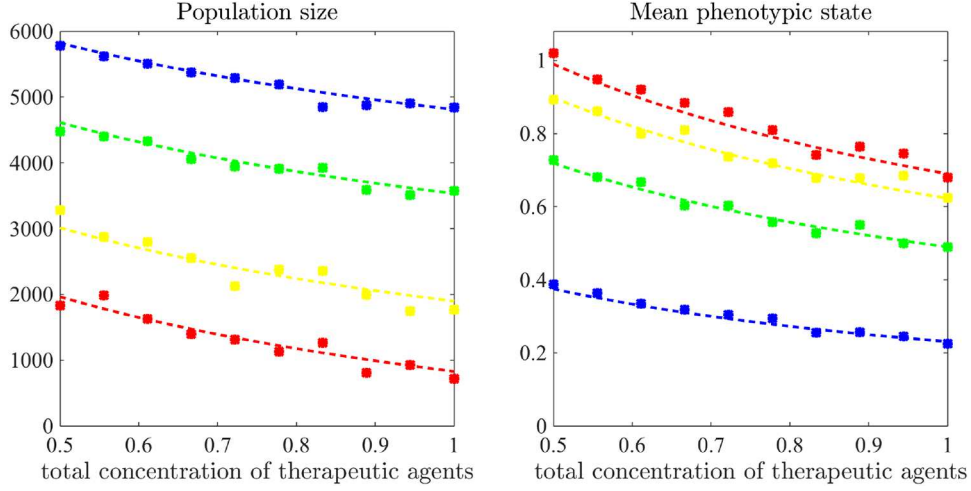 Population size
6000
5000
4000
3000
2000
1000
0
0.5 0.6 0.7 0.8 0.9 1
total concentration of therapeutic agents
Mean phenotypic state
1
0.8
0.6
0.4
0.2
0
0.5 0.6 0.7 0.8 0.9 1
total concentration of therapeutic agents